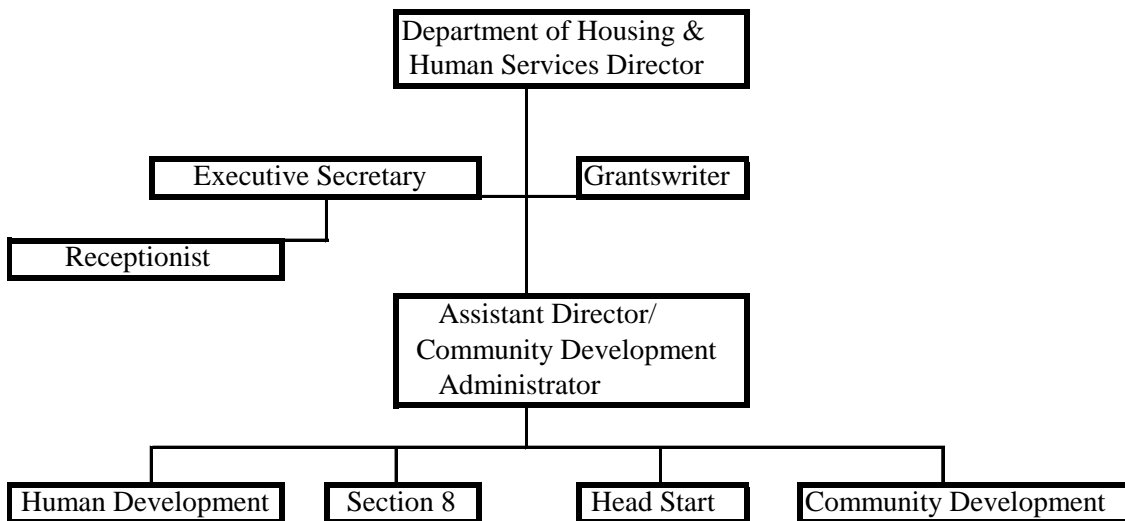 Department of Housing &
Human Services Director
Executive Secretary
Grantswriter
Receptionist
Assistant Director/
Community Development
Administrator
Human Development
Section 8
Head Start
Community Development